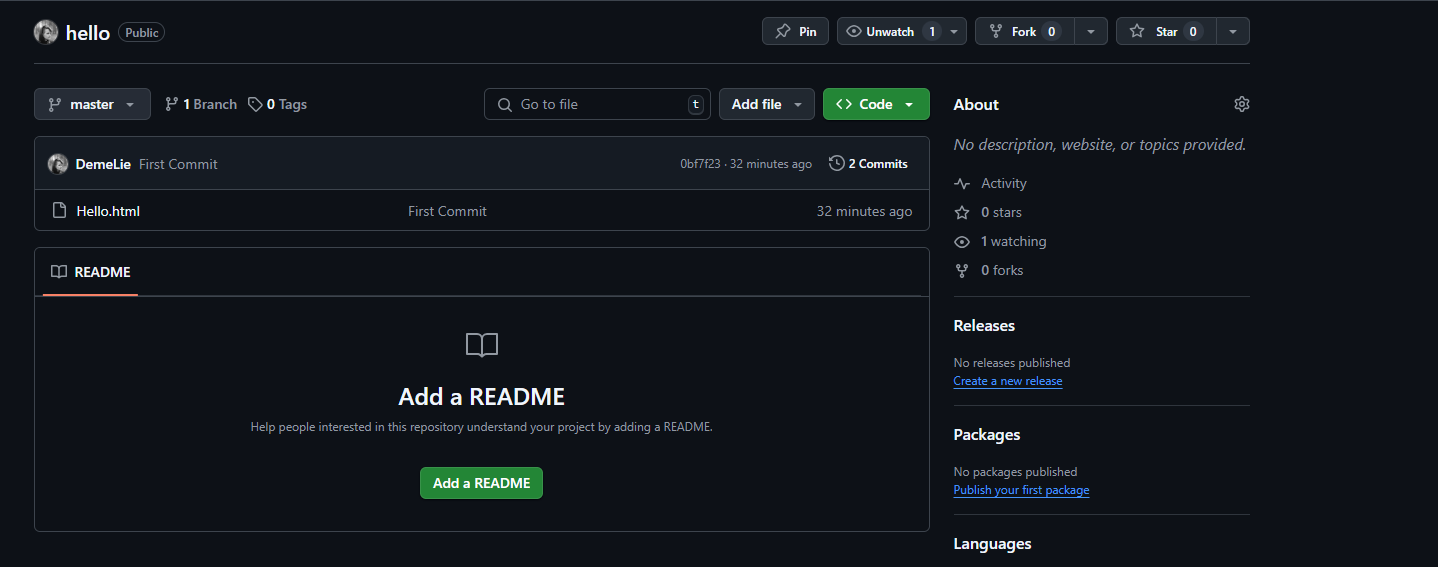 hello Public Pin Unwatch 1 Fork 0 Star 0
master 1 Branch 0 Tags Go to file t Add file Code
DemeLie First Commit 0bf7f23 · 32 minutes ago 2 Commits
Hello.html First Commit 32 minutes ago
README
Add a README
Help people interested in this repository understand your project by adding a README.
Add a README
About
No description, website, or topics provided.
Activity
0 stars
1 watching
0 forks
Releases
No releases published
Create a new release
Packages
No packages published
Publish your first package
Languages